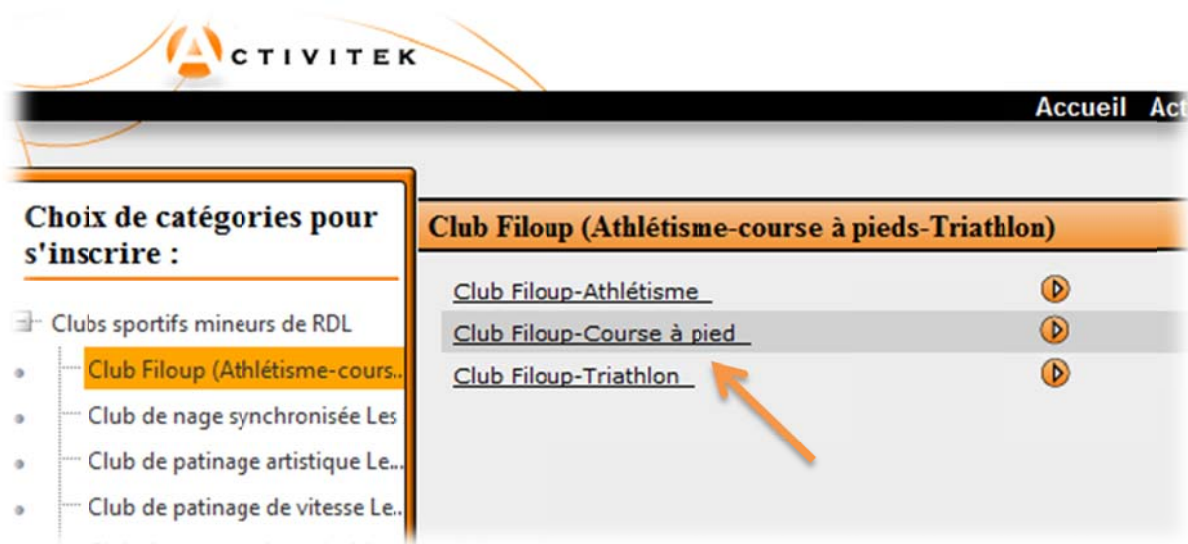 ACTIVITEK
Accueil Act
Choix de catégories pour
s'inscrire :
Clubs sportifs mineurs de RDL
Club Filoup (Athlétisme-cours...
Club de nage synchronisée Les
Club de patinage artistique Le...
Club de patinage de vitesse Le..
Club Filoup (Athlétisme-course à pieds-Triathlon)
Club Filoup-Athlétisme
Club Filoup-Course à pied
Club Filoup-Triathlon